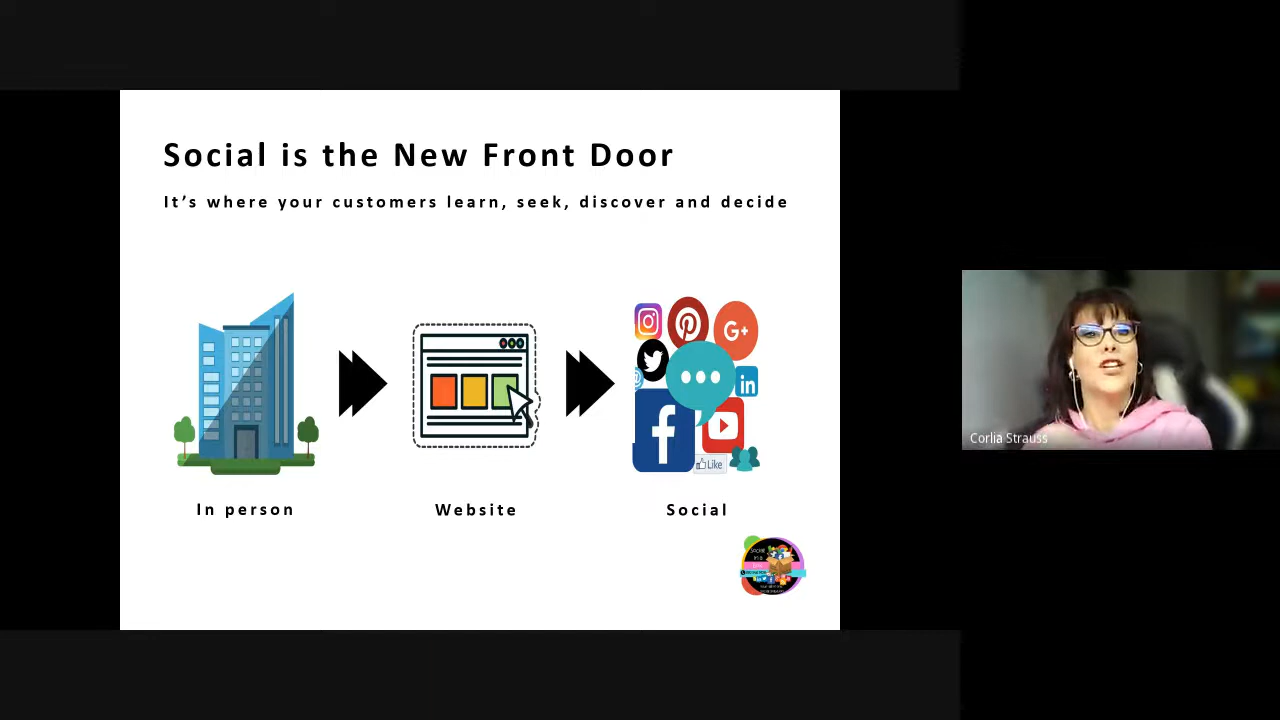 Social is the New Front Door
It’s where your customers learn, seek, discover and decide
G+
in
f
Like
In person
Website
Social
Corlia Strauss